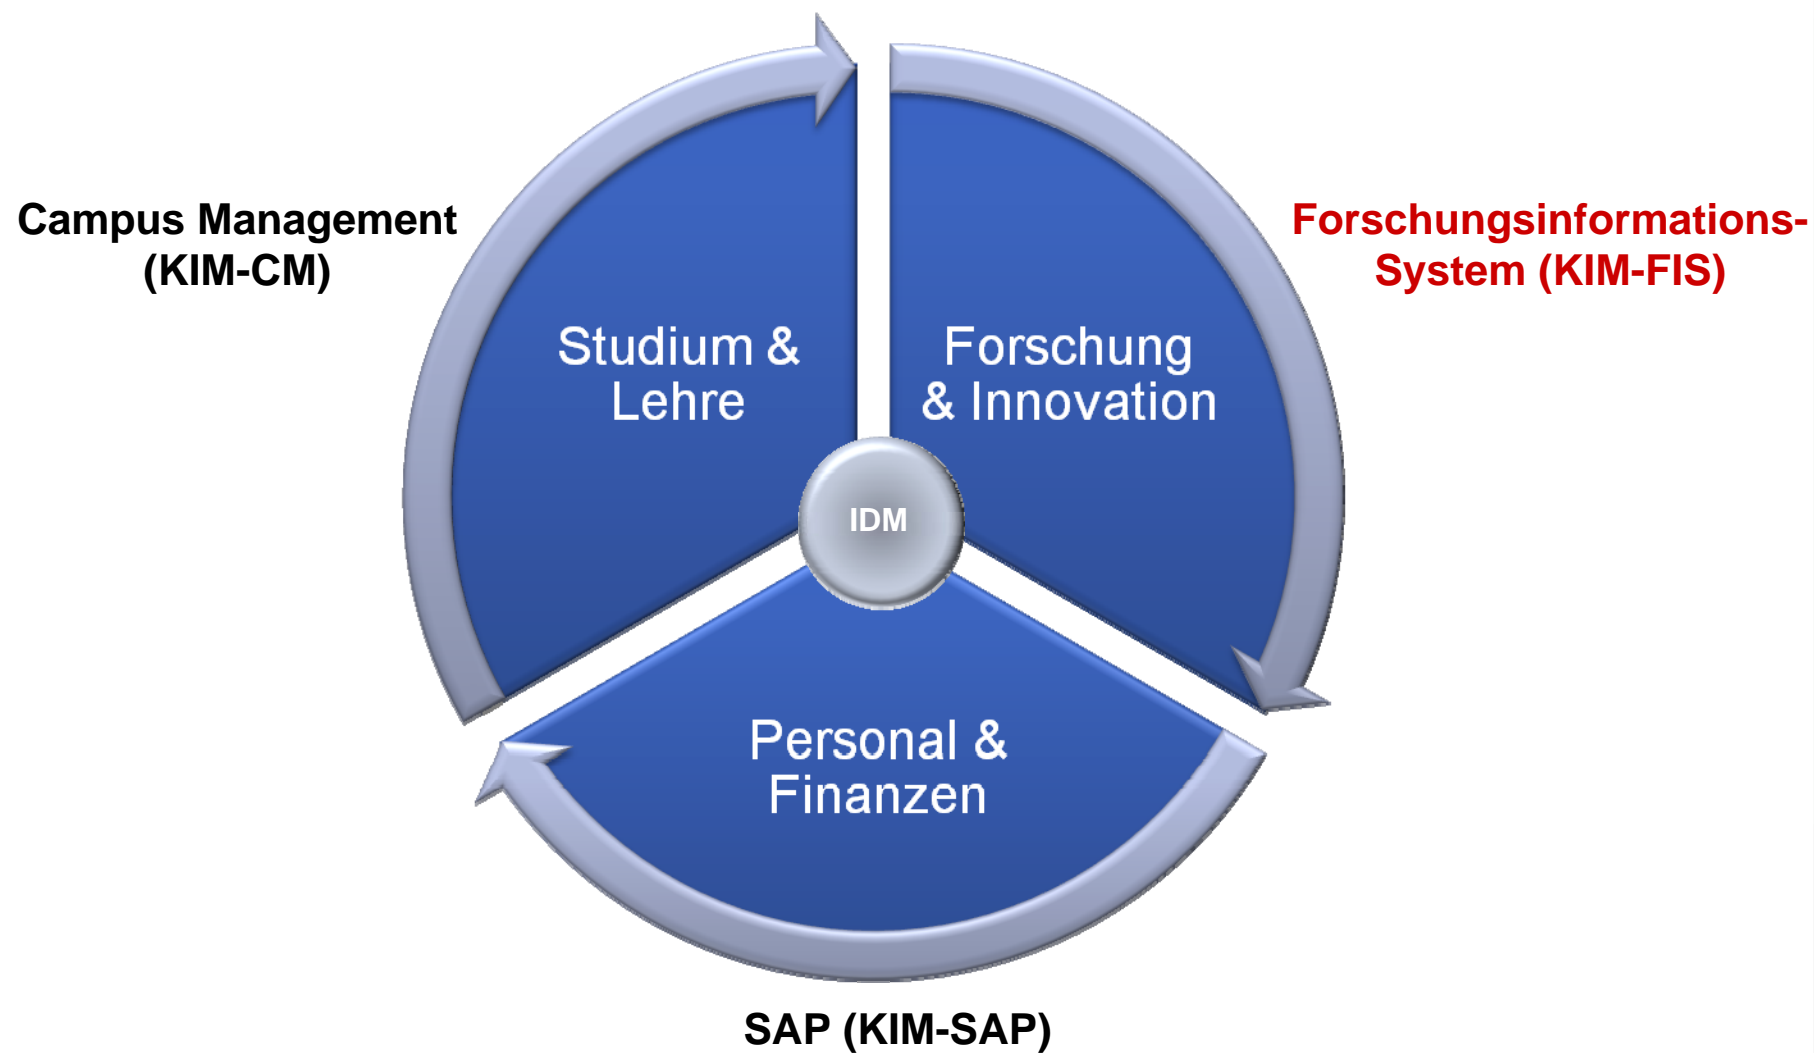 Campus Management
(KIM-CM)
Forschungsinformations-
System (KIM-FIS)
Studium &
Lehre
Forschung
& Innovation
IDM
Personal &
Finanzen
SAP (KIM-SAP)